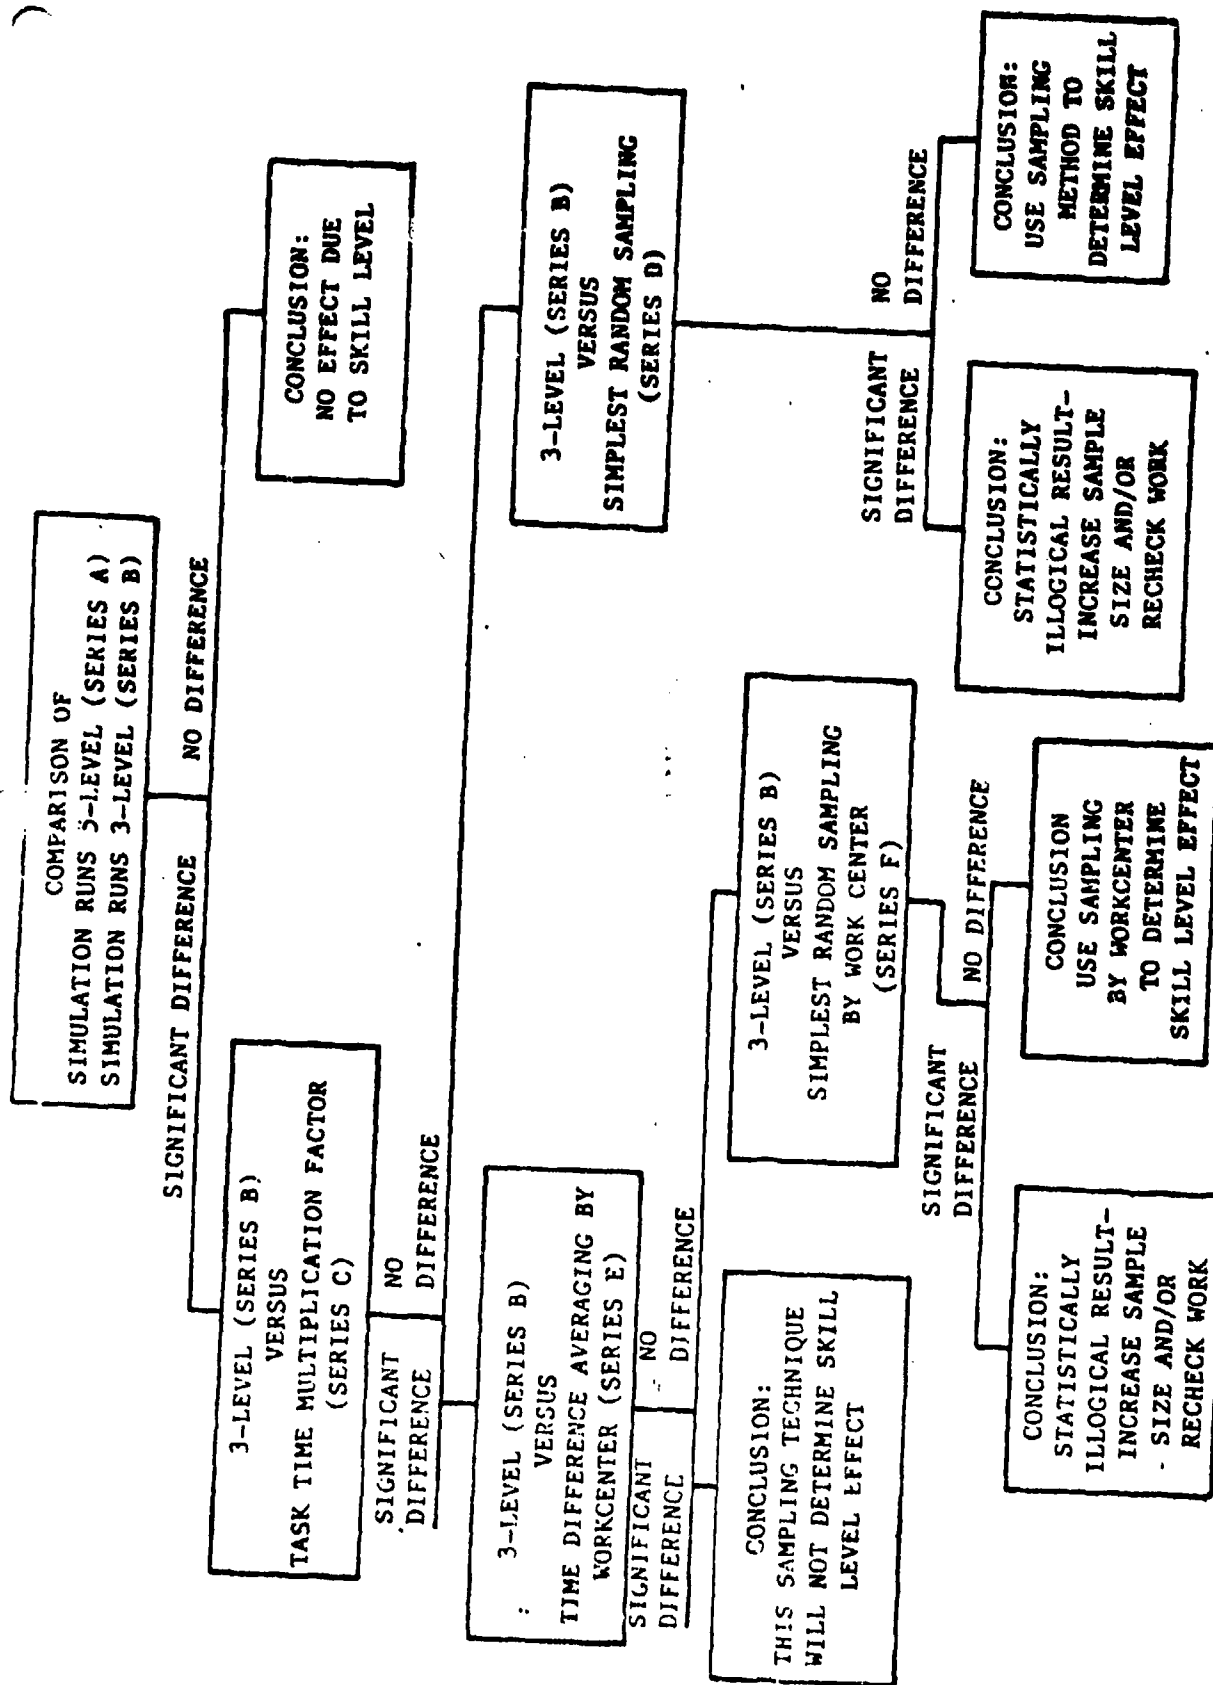 COMPARISON OF
SIMULATION RUNS 5-LEVEL (SERIES A)
SIMULATION RUNS 3-LEVEL (SERIES B)
SIGNIFICANT DIFFERENCE
NO DIFFERENCE
3-LEVEL (SERIES B)
VERSUS
TASK TIME MULTIPLICATION FACTOR
(SERIES C)
CONCLUSION:
NO EFFECT DUE
TO SKILL LEVEL
SIGNIFICANT
DIFFERENCE
NO
DIFFERENCE
3-LEVEL (SERIES B)
VERSUS
TIME DIFFERENCE AVERAGING BY
WORKCENTER (SERIES E)
3-LEVEL (SERIES B)
VERSUS
SIMPLEST RANDOM SAMPLING
(SERIES D)
SIGNIFICANT
DIFFERENCE
NO
DIFFERENCE
CONCLUSION:
THIS SAMPLING TECHNIQUE
WILL NOT DETERMINE SKILL
LEVEL EFFECT
3-LEVEL (SERIES B)
VERSUS
SIMPLEST RANDOM SAMPLING
BY WORK CENTER
(SERIES F)
SIGNIFICANT
DIFFERENCE
NO
DIFFERENCE
CONCLUSION:
STATISTICALLY
ILLOGICAL RESULT-
INCREASE SAMPLE
SIZE AND/OR
RECHECK WORK
CONCLUSION:
USE SAMPLING
METHOD TO
DETERMINE SKILL
LEVEL EFFECT
SIGNIFICANT
DIFFERENCE
NO DIFFERENCE
CONCLUSION:
STATISTICALLY
ILLOGICAL RESULT-
INCREASE SAMPLE
- SIZE AND/OR
RECHECK WORK
CONCLUSION
USE SAMPLING
BY WORKCENTER
TO DETERMINE
SKILL LEVEL EFFECT